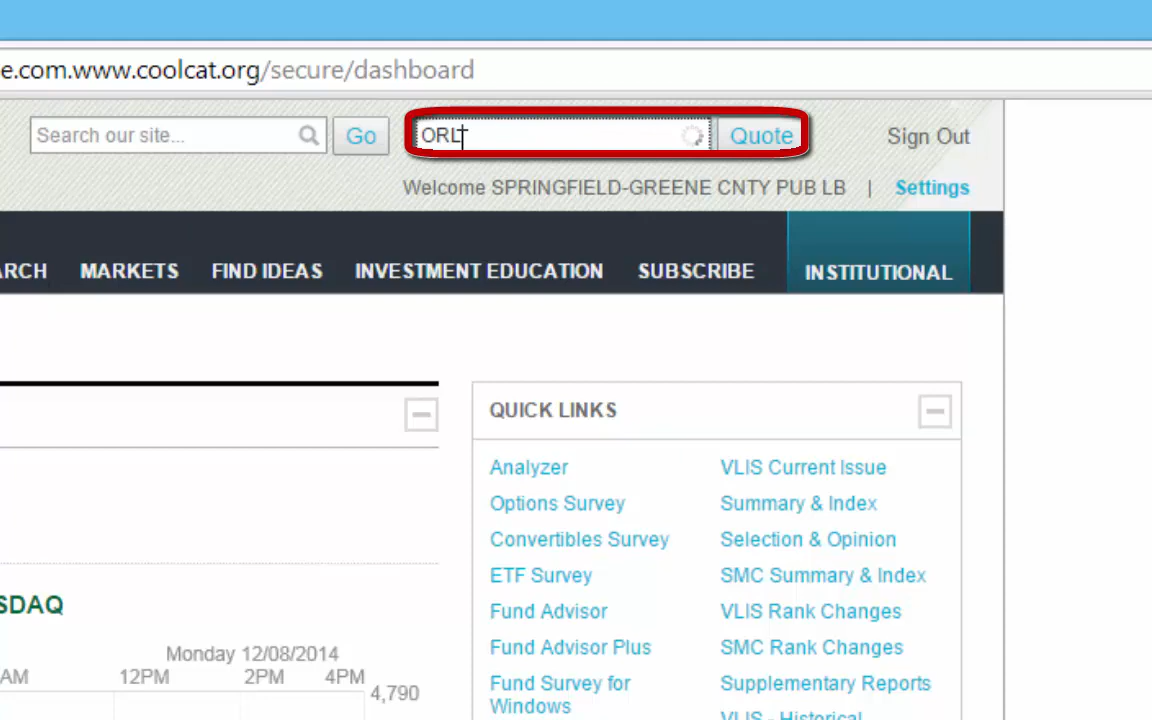 e.com.www.coolcat.org/secure/dashboard
Search our site... Go ORL Quote Sign Out
Welcome SPRINGFIELD-GREENE CNTY PUB LB | Settings
ARCH MARKETS FIND IDEAS INVESTMENT EDUCATION SUBSCRIBE INSTITUTIONAL
QUICK LINKS
Analyzer VLIS Current Issue
Options Survey Summary & Index
Convertibles Survey Selection & Opinion
ETF Survey SMC Summary & Index
SDAQ Fund Advisor VLIS Rank Changes
Monday 12/08/2014 Fund Advisor Plus SMC Rank Changes
AM 12PM 2PM 4PM
4,790 Fund Survey for Windows Supplementary Reports
VLIS - Historical